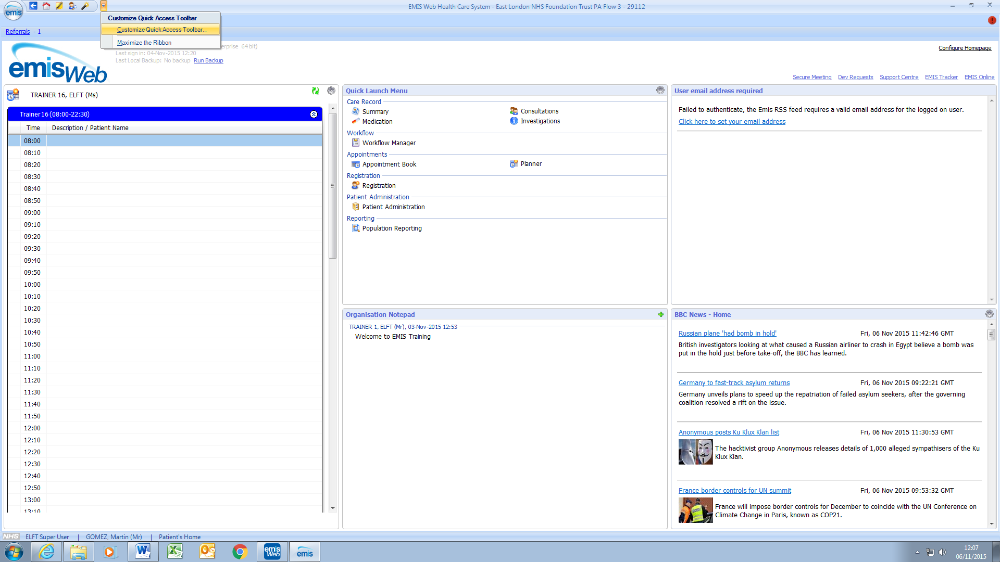 EMIS Web Health Care System - East London NHS Foundation Trust PA Flow 3 - 29112
emis
Customize Quick Access Toolbar
Customize Quick Access Toolbar...
Maximize the Ribbon
Referrals - 1
emisWeb
erprise 64 bit)
Last sign in: 04-Nov-2015 12:20
Last Local Backup: No backup Run Backup
Configure Homepage
Secure Meeting Dev Requests Support Centre EMIS Tracker EMIS Online
TRAINER 16, ELFT (Ms)
Trainer 16 (08:00-22:30)
Time Description / Patient Name
08:00
08:10
08:20
08:30
08:40
08:50
09:00
09:10
09:20
09:30
09:40
09:50
10:00
10:10
10:20
10:30
10:40
10:50
11:00
11:10
11:20
11:30
11:40
11:50
12:00
12:10
12:20
12:30
12:40
12:50
13:00
13:10
Quick Launch Menu
Care Record
Summary Consultations
Medication Investigations
Workflow
Workflow Manager
Appointments
Appointment Book Planner
Registration
Registration
Patient Administration
Patient Administration
Reporting
Population Reporting
User email address required
Failed to authenticate, the Emis RSS feed requires a valid email address for the logged on user.
Click here to set your email address
Organisation Notepad
TRAINER 1, ELFT (Mr), 03-Nov-2015 12:53
Welcome to EMIS Training
BBC News - Home
Russian plane 'had bomb in hold' Fri, 06 Nov 2015 11:42:46 GMT
British investigators looking at what caused a Russian airliner to crash in Egypt believe a bomb was
put in the hold just before take-off, the BBC has learned.
Germany to fast-track asylum returns Fri, 06 Nov 2015 09:22:21 GMT
Germany unveils plans to speed up the repatriation of failed asylum seekers, after the governing
coalition resolved a rift on the issue.
Anonymous posts Ku Klux Klan list Fri, 06 Nov 2015 11:30:53 GMT
The hacktivist group Anonymous releases details of 1,000 alleged sympathisers of the Ku
Klux Klan.
France border controls for UN summit Fri, 06 Nov 2015 09:53:32 GMT
France will impose border controls for December to coincide with the UN Conference on
Climate Change in Paris, known as COP21.
NHS ELFT Super User | GOMEZ, Martin (Mr) | Patient's Home
emis
Web
emis
12:07
06/11/2015